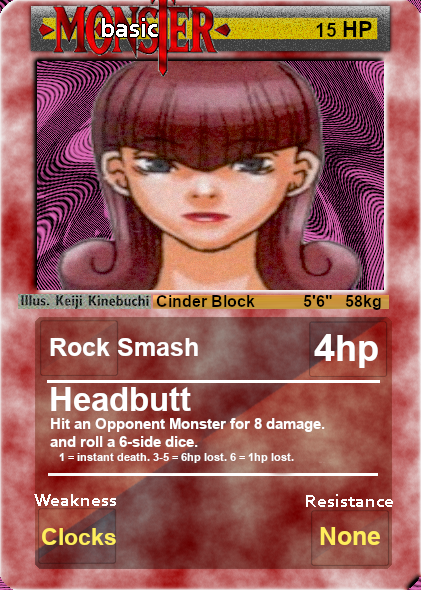 MONSTER
basic
15 HP
Illus. Keiji Kinebuchi Cinder Block 5'6" 58kg
Rock Smash 4hp
Headbutt
Hit an Opponent Monster for 8 damage.
and roll a 6-side dice.
1 = instant death. 3-5 = 6hp lost. 6 = 1hp lost.
Weakness Resistance
Clocks None